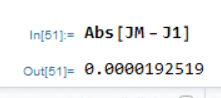 In[51]:= Abs[JM - J1]
Out[51]= 0.0000192519